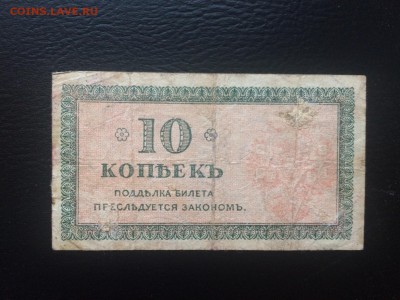 COINS.LAVE.RU
10
КОПѢЕКЪ
ПОДДѢЛКА БИЛЕТА
ПРЕСЛѢДУЕТСЯ ЗАКОНОМЪ.